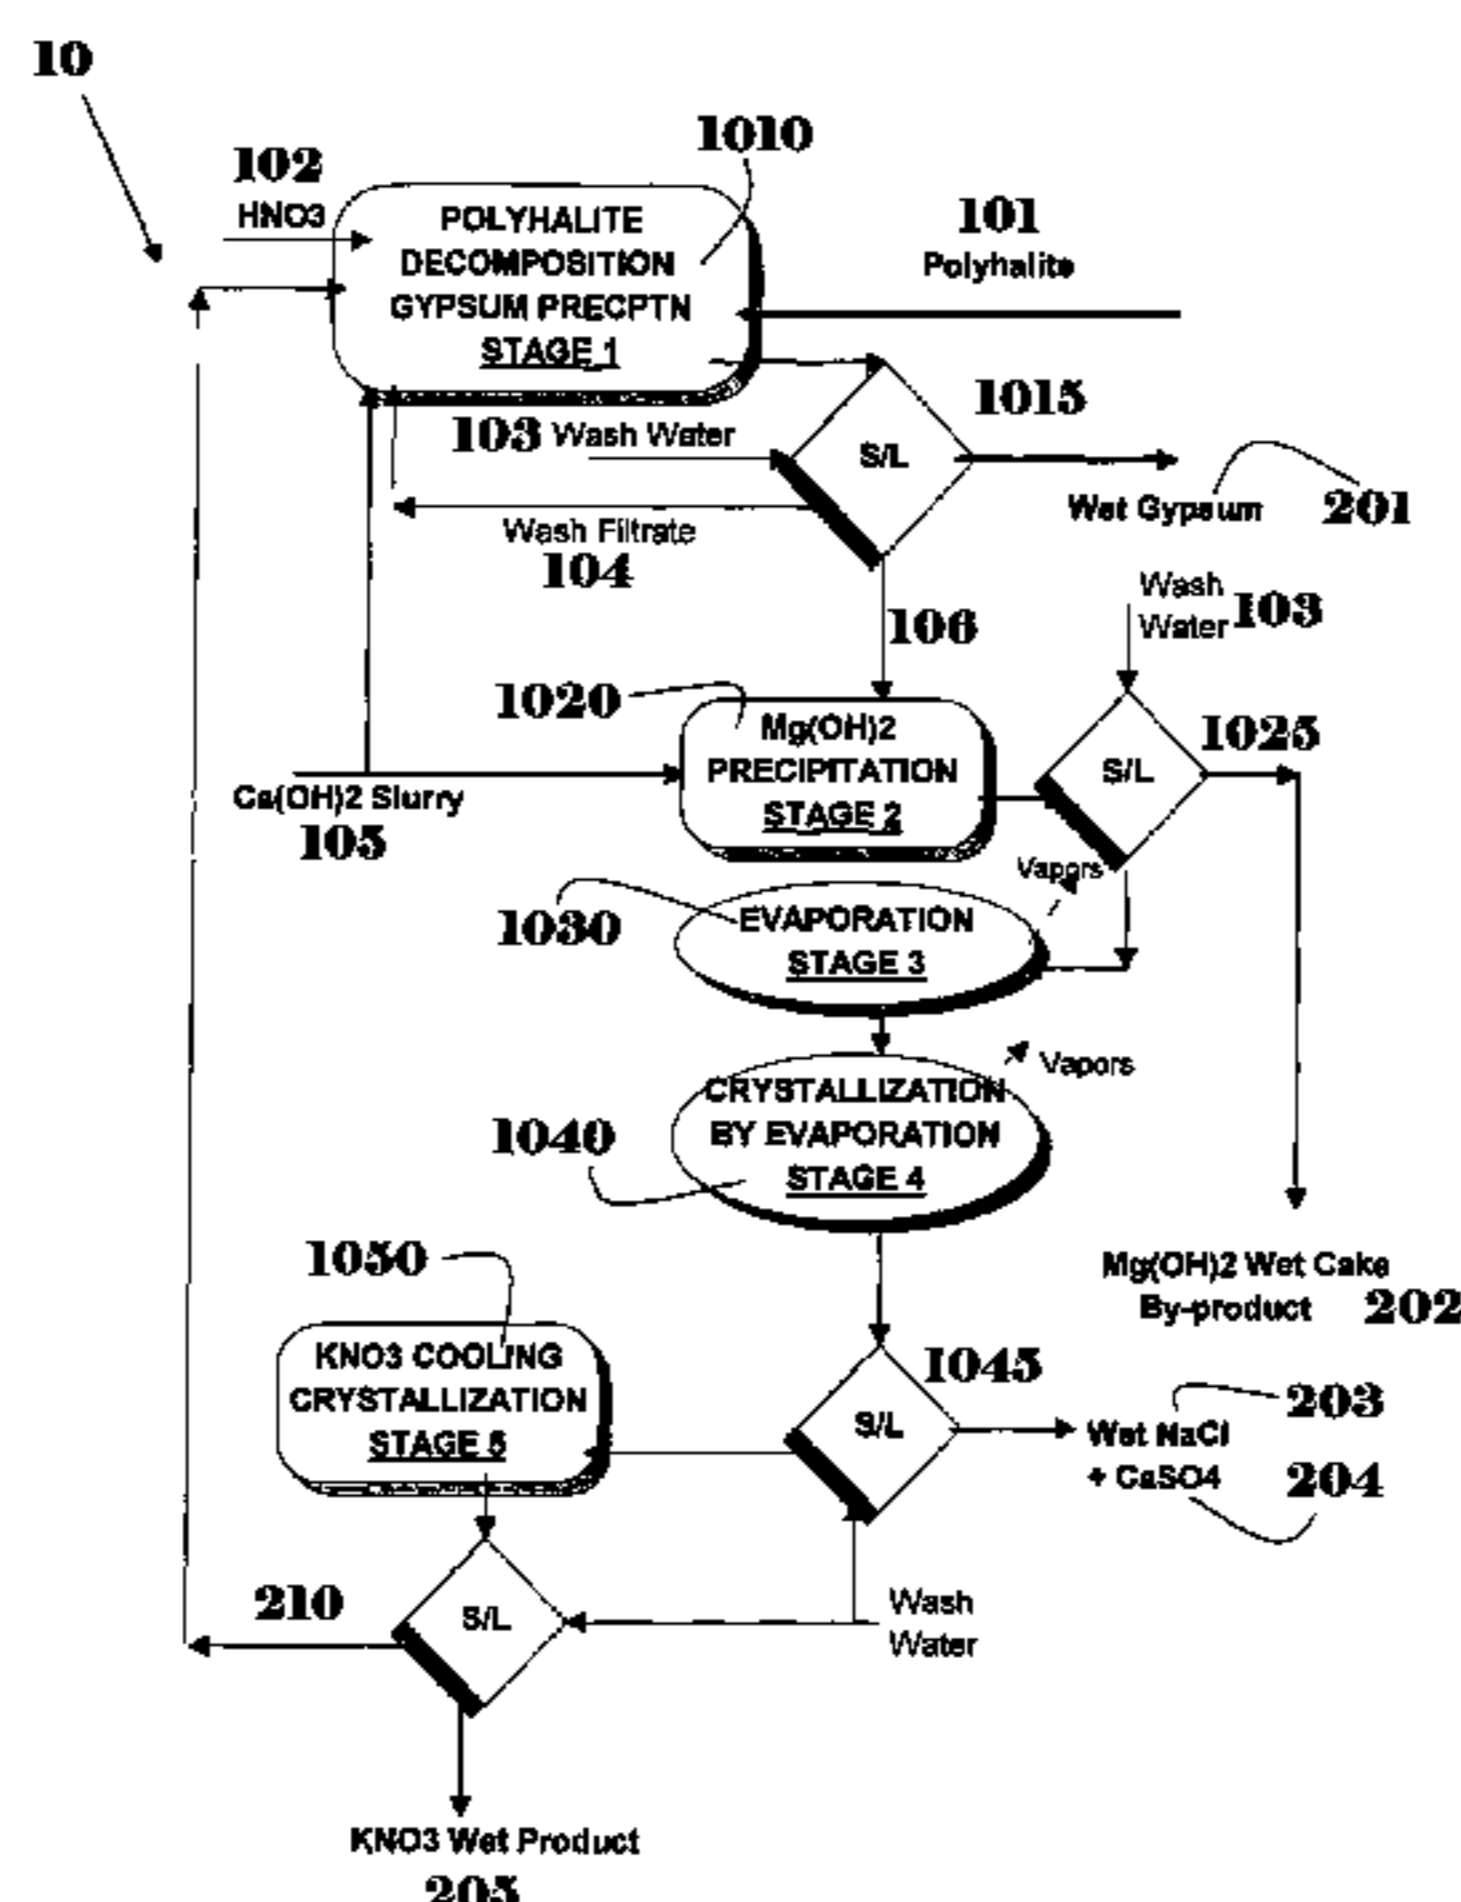 10
1010
102
HNO3
POLYHALITE
DECOMPOSITION
GYPSUM PRECPTN
STAGE 1
101
Polyhalite
103 Wash Water
1015
S/L
Wet Gypsum 201
Wash Filtrate
104
106
Wash
Water 103
1020
Mg(OH)2
PRECIPITATION
STAGE 2
1025
S/L
Ca(OH)2 Slurry
105
Vapors
1030
EVAPORATION
STAGE 3
Vapors
CRYSTALLIZATION
BY EVAPORATION
STAGE 4
1040
1050
Mg(OH)2 Wet Cake
By-product 202
KNO3 COOLING
CRYSTALLIZATION
STAGE 5
1045
S/L
203
Wet NaCl
+ CaSO4 204
210
S/L
Wash
Water
KNO3 Wet Product
205